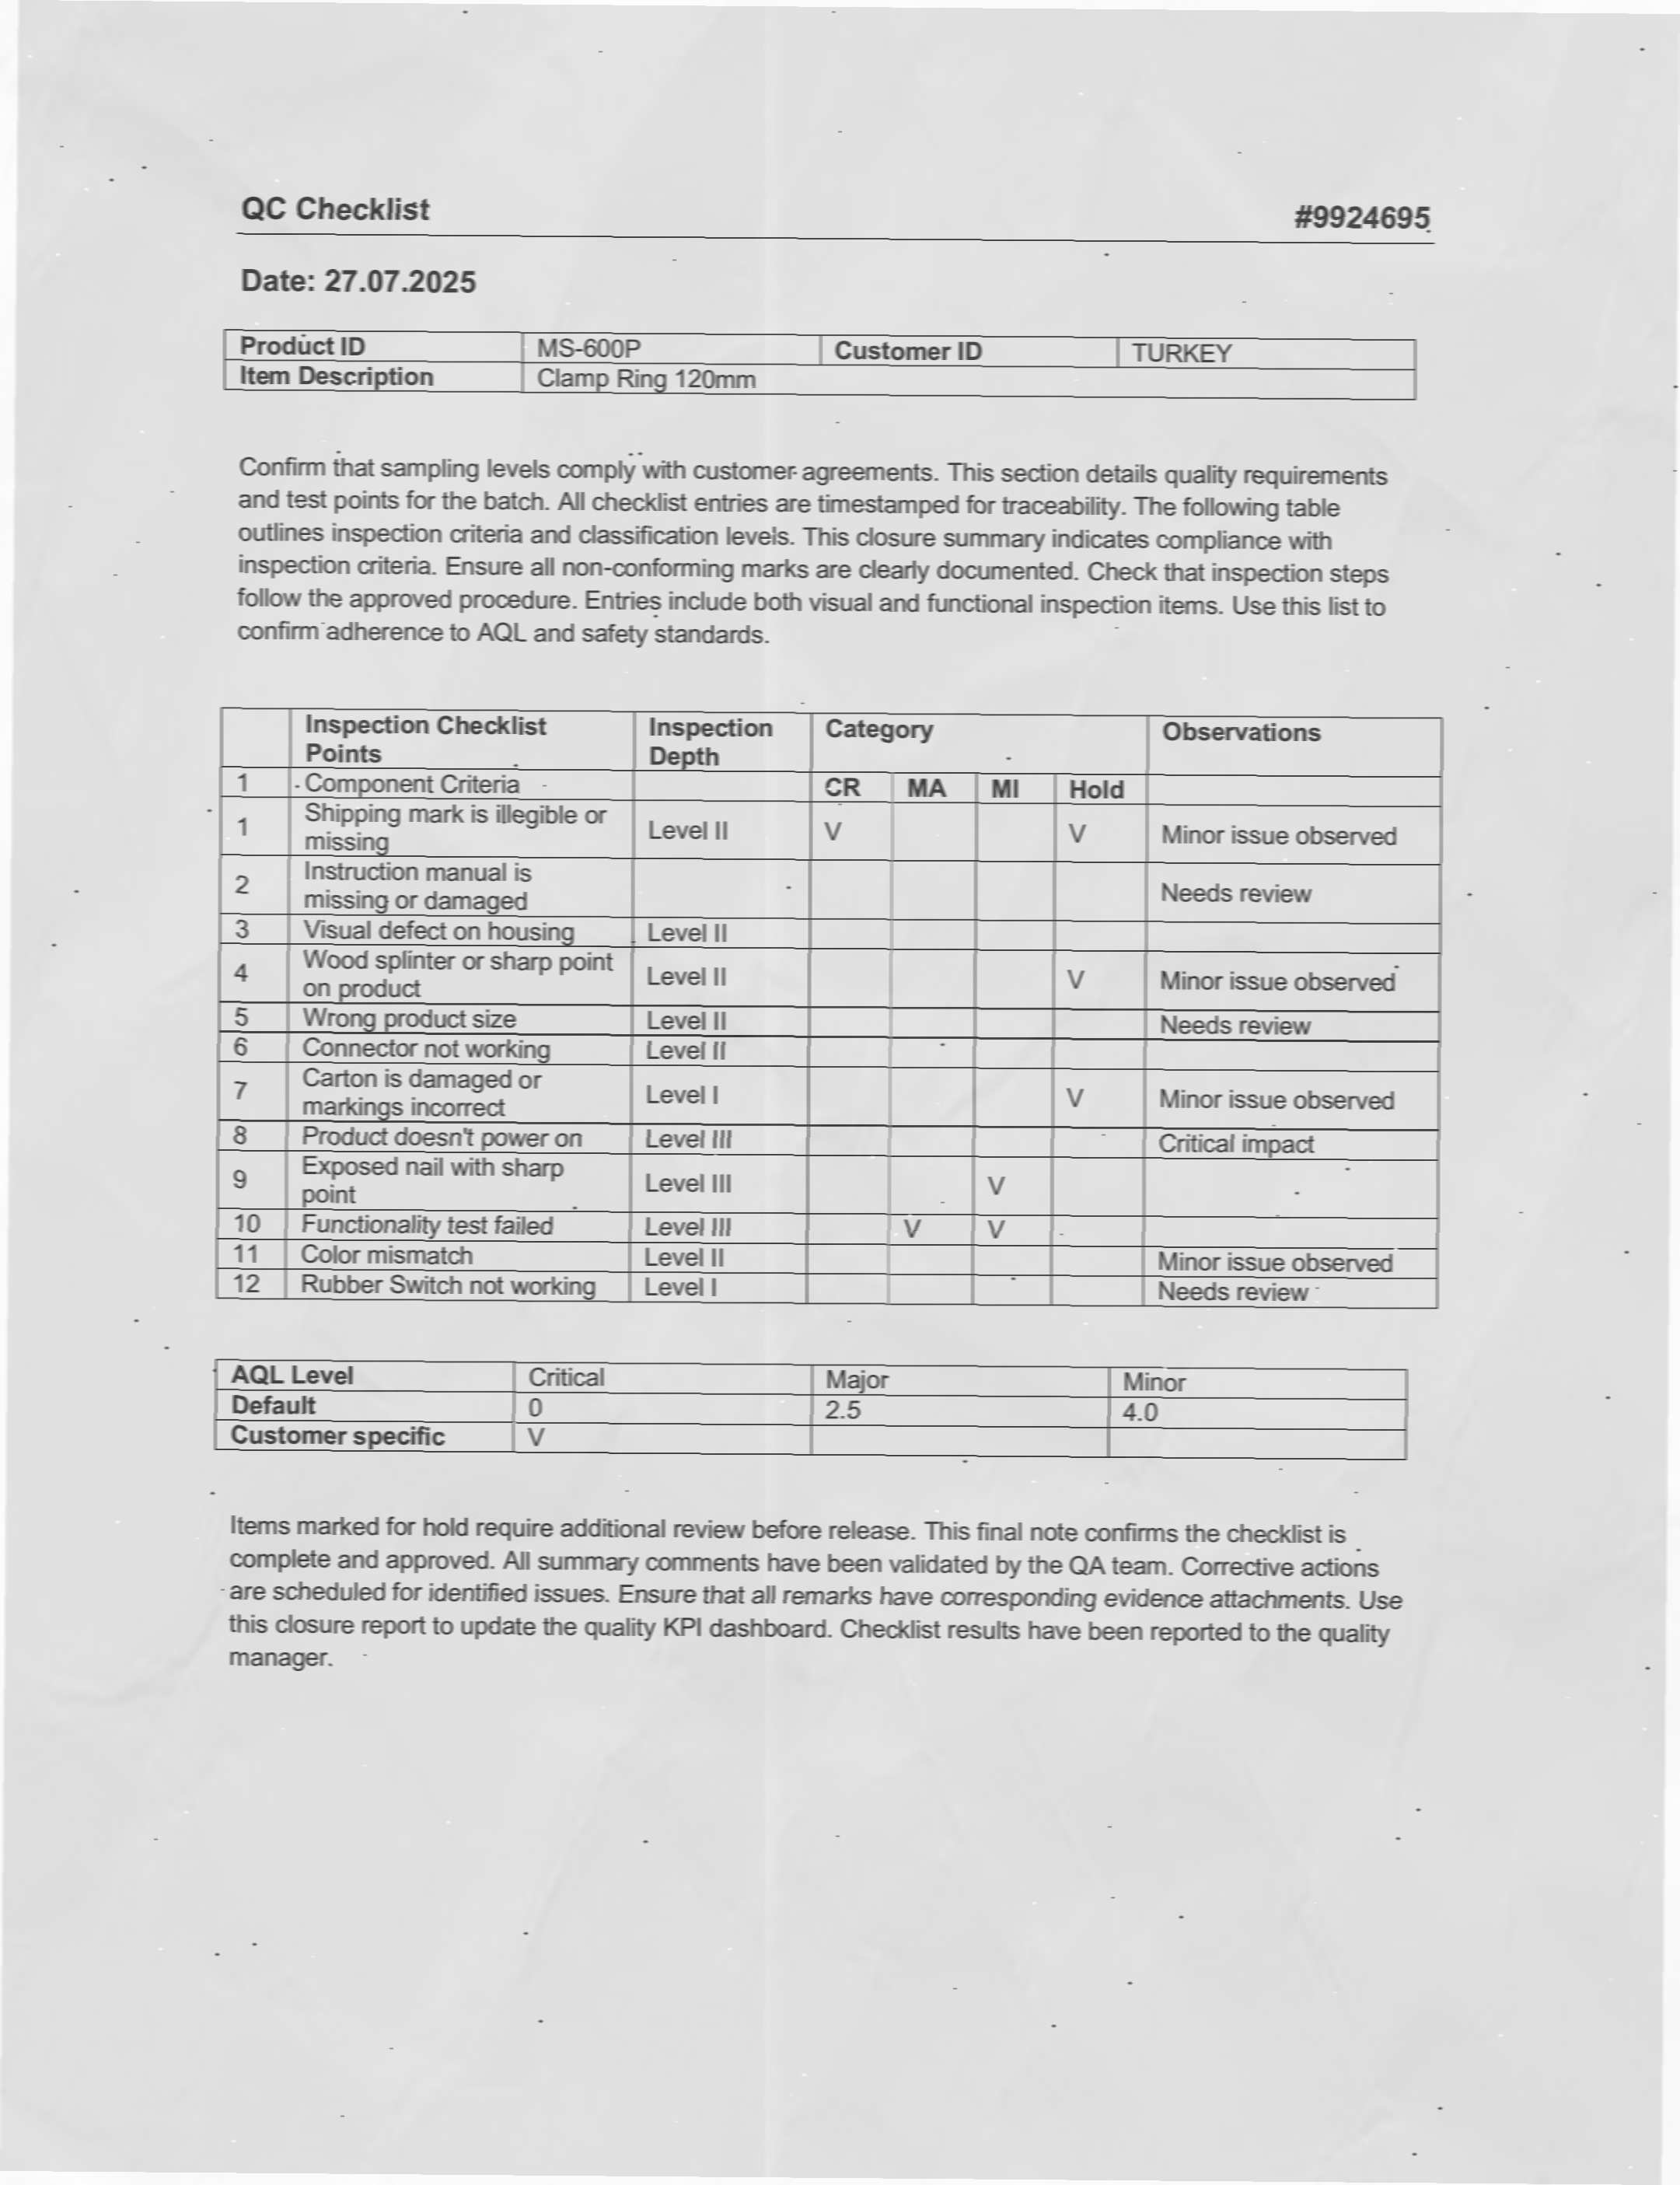 QC Checklist
#9924695
Date: 27.07.2025
Product ID MS-600P Customer ID TURKEY
Item Description Clamp Ring 120mm
Confirm that sampling levels comply with customer agreements. This section details quality requirements
and test points for the batch. All checklist entries are timestamped for traceability. The following table
outlines inspection criteria and classification levels. This closure summary indicates compliance with
inspection criteria. Ensure all non-conforming marks are clearly documented. Check that inspection steps
follow the approved procedure. Entries include both visual and functional inspection items. Use this list to
confirm adherence to AQL and safety standards.
Inspection Checklist
Points
Inspection
Depth
Category
Observations
1 Component Criteria CR MA MI Hold
1
Shipping mark is illegible or
missing
Level II V V Minor issue observed
2
Instruction manual is
missing or damaged
Needs review
3 Visual defect on housing Level II
4
Wood splinter or sharp point
on product
Level II V Minor issue observed
5 Wrong product size Level II Needs review
6 Connector not working Level II
7
Carton is damaged or
markings incorrect
Level I V Minor issue observed
8 Product doesn't power on Level III Critical impact
9
Exposed nail with sharp
point
Level III V
10 Functionality test failed Level III V V
11 Color mismatch Level II Minor issue observed
12 Rubber Switch not working Level I Needs review
AQL Level Critical Major Minor
Default 0 2.5 4.0
Customer specific V
Items marked for hold require additional review before release. This final note confirms the checklist is
complete and approved. All summary comments have been validated by the QA team. Corrective actions
are scheduled for identified issues. Ensure that all remarks have corresponding evidence attachments. Use
this closure report to update the quality KPI dashboard. Checklist results have been reported to the quality
manager.